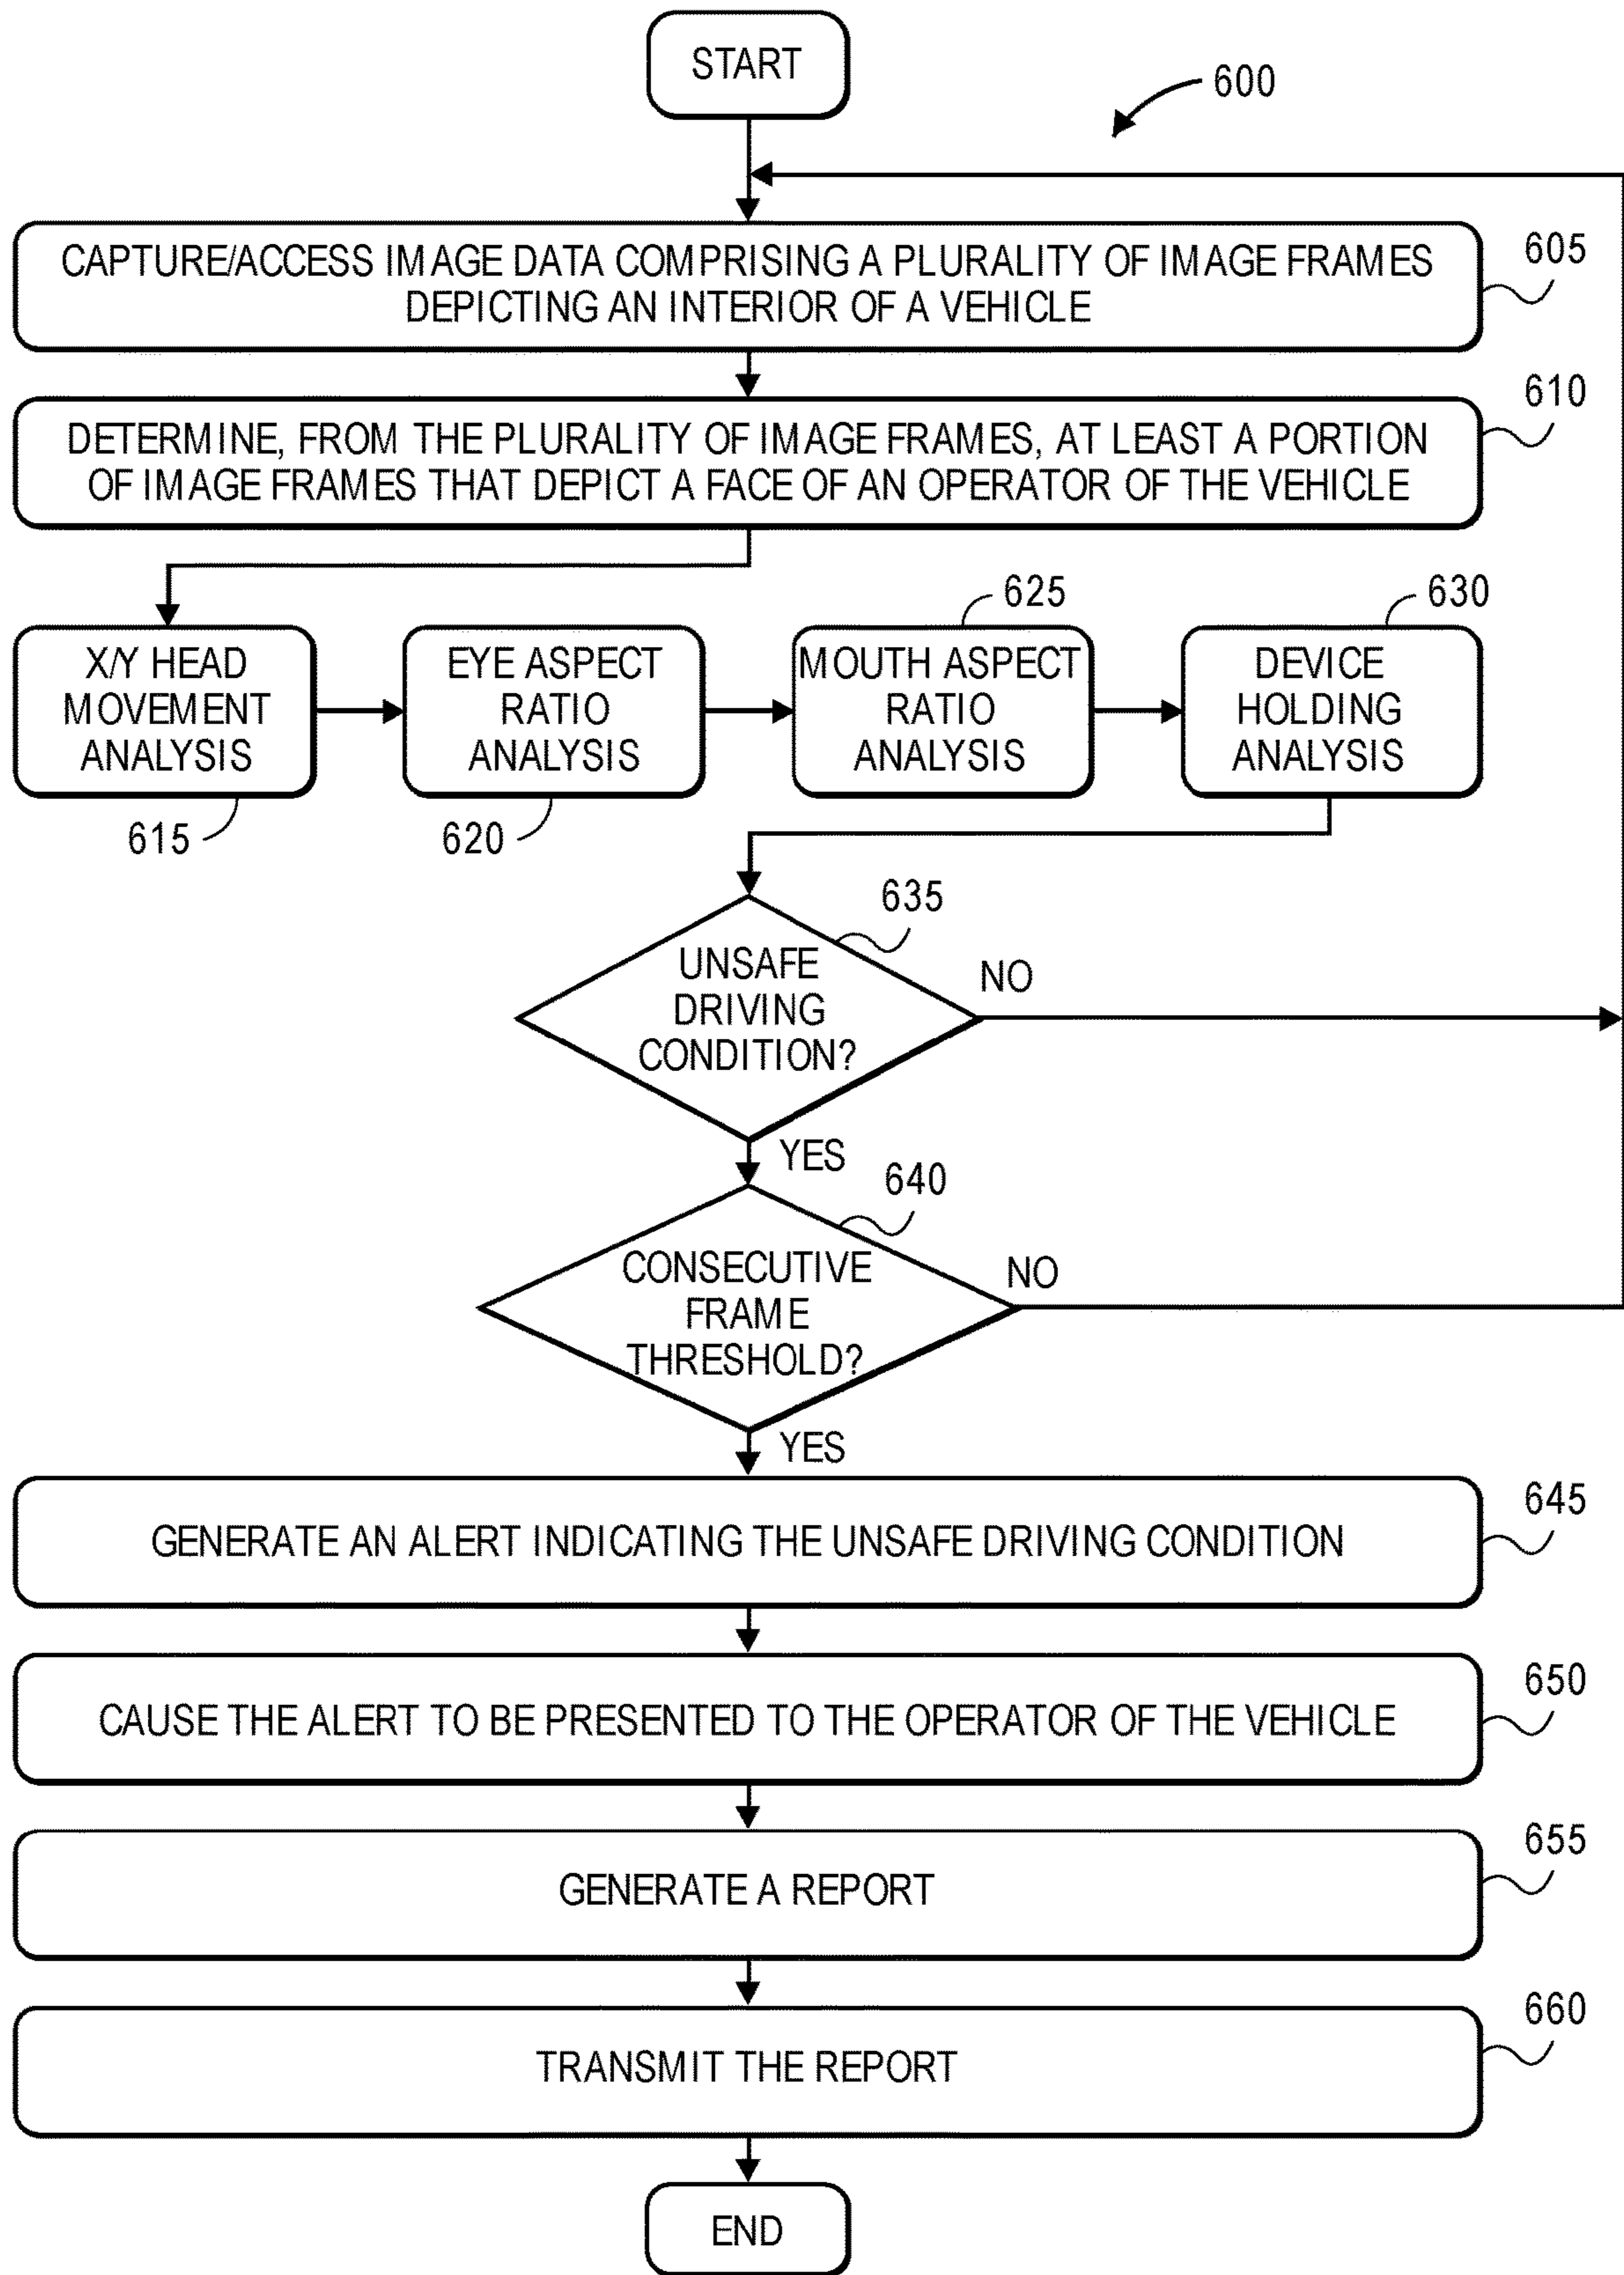 START
600
CAPTURE/ACCESS IMAGE DATA COMPRISING A PLURALITY OF IMAGE FRAMES
DEPICTING AN INTERIOR OF A VEHICLE
605
DETERMINE, FROM THE PLURALITY OF IMAGE FRAMES, AT LEAST A PORTION
OF IMAGE FRAMES THAT DEPICT A FACE OF AN OPERATOR OF THE VEHICLE
610
X/Y HEAD
MOVEMENT
ANALYSIS
615
EYE ASPECT
RATIO
ANALYSIS
620
625
MOUTH ASPECT
RATIO
ANALYSIS
630
DEVICE
HOLDING
ANALYSIS
635
UNSAFE
DRIVING
CONDITION?
NO
YES
640
CONSECUTIVE
FRAME
THRESHOLD?
NO
YES
GENERATE AN ALERT INDICATING THE UNSAFE DRIVING CONDITION
645
CAUSE THE ALERT TO BE PRESENTED TO THE OPERATOR OF THE VEHICLE
650
GENERATE A REPORT
655
TRANSMIT THE REPORT
660
END